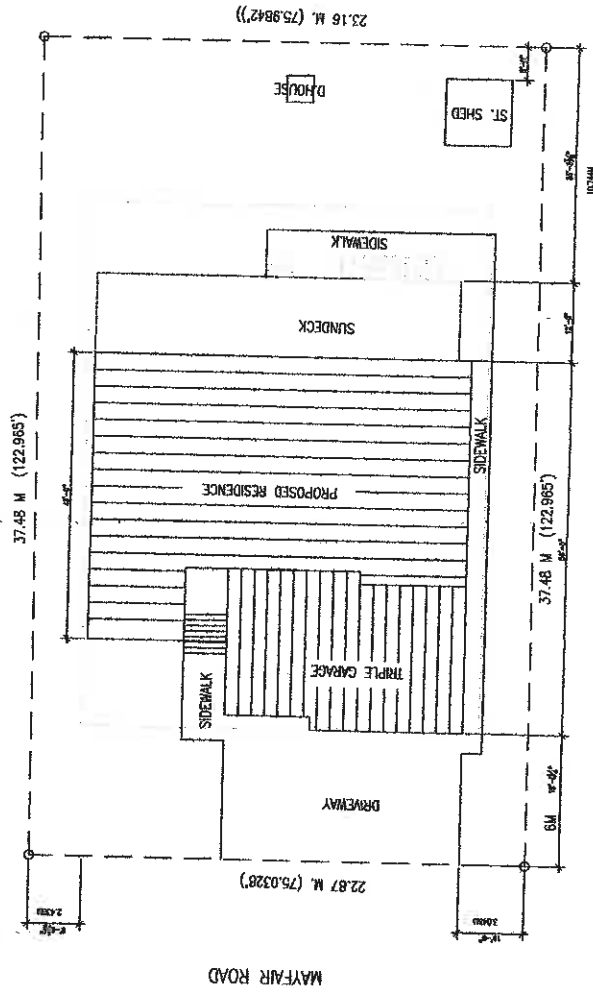 23.16 M. (75.9842'))
D.HOUSE
ST. SHED
SIDEWALK
SUNDECK
37.48 M (122.965')
PROPOSED RESIDENCE
SIDEWALK
37.48 M (122.965')
TRIPLE GARAGE
SIDEWALK
DRIVEWAY
6M
22.87 M. (75.0328')
MAYFAIR ROAD